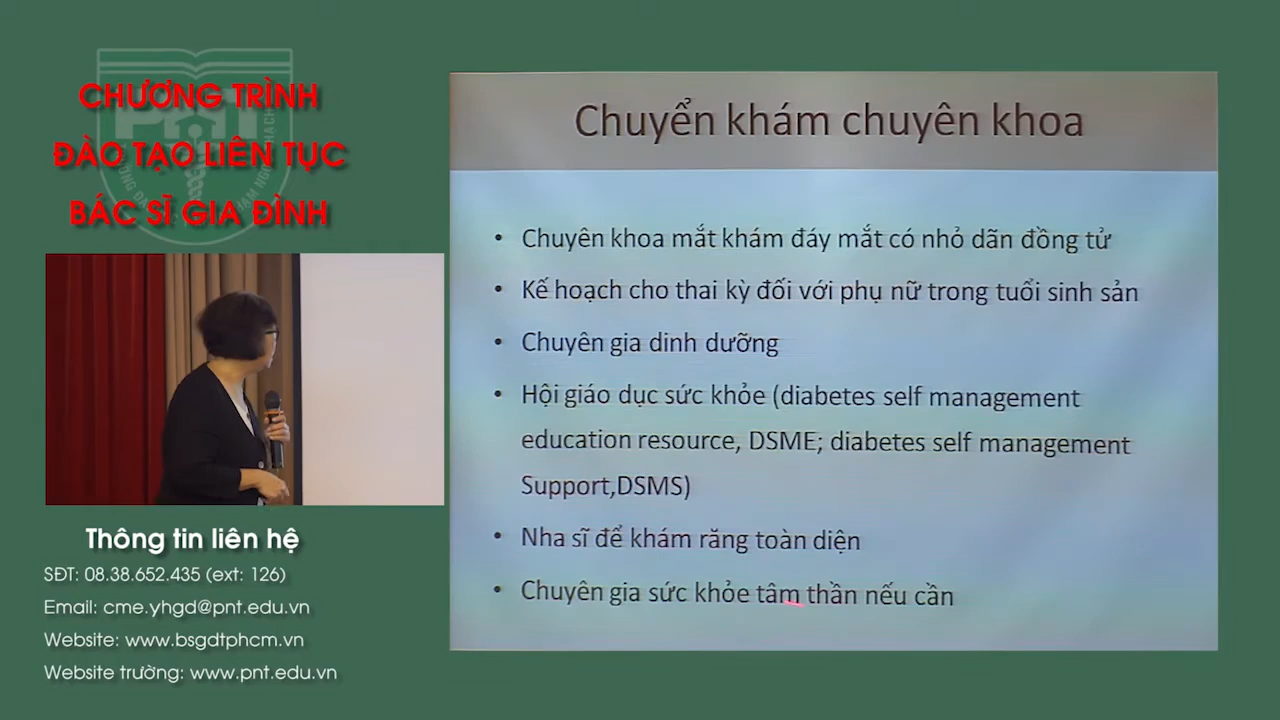 CHƯƠNG TRÌNH
ĐÀO TẠO LIÊN TỤC
BÁC SĨ GIA ĐÌNH
Thông tin liên hệ
SĐT: 08.38.652.435 (ext: 126)
Email: cme.yhgd@pnt.edu.vn
Website: www.bsgdtphcm.vn
Website trường: www.pnt.edu.vn
Chuyển khám chuyên khoa
• Chuyên khoa mắt khám đáy mắt có nhỏ dãn đồng tử
• Kế hoạch cho thai kỳ đối với phụ nữ trong tuổi sinh sản
• Chuyên gia dinh dưỡng
• Hội giáo dục sức khỏe (diabetes self management
education resource, DSME; diabetes self management
Support,DSMS)
• Nha sĩ để khám răng toàn diện
• Chuyên gia sức khỏe tâm thần nếu cần